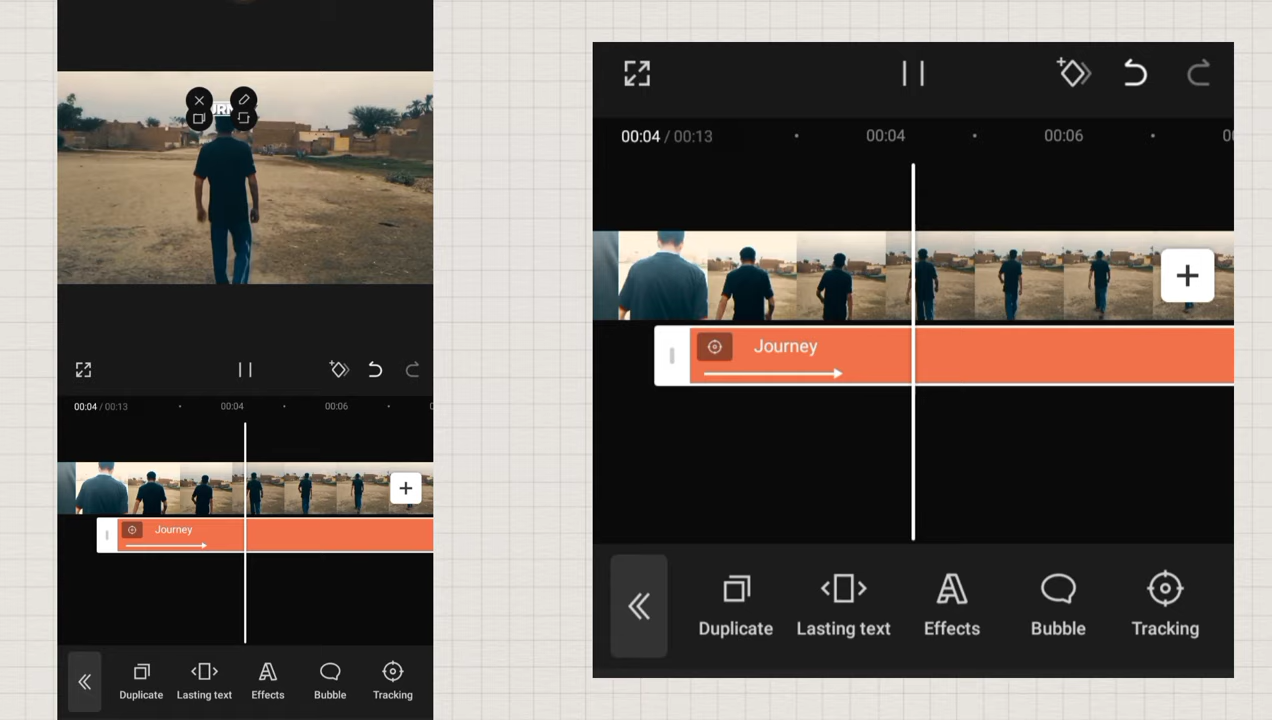 00:04 / 00:13
00:04
00:06
Journey
Duplicate
Lasting text
Effects
Bubble
Tracking
00:04 / 00:13
00:04
00:06
Journey
Duplicate
Lasting text
Effects
Bubble
Tracking